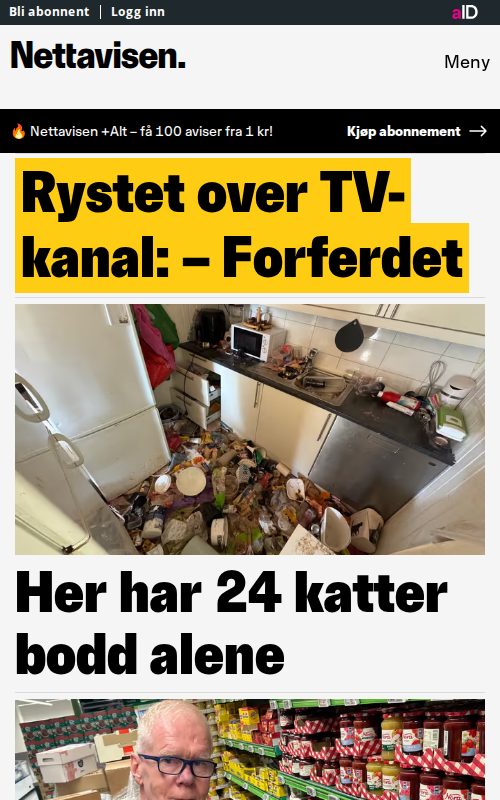 Bli abonnent | Logg inn
aID
Nettavisen.
Meny
🔥 Nettavisen +Alt – få 100 aviser fra 1 kr!
Kjøp abonnement →
Rystet over TV-
kanal: – Forferdet
Her har 24 katter
bodd alene